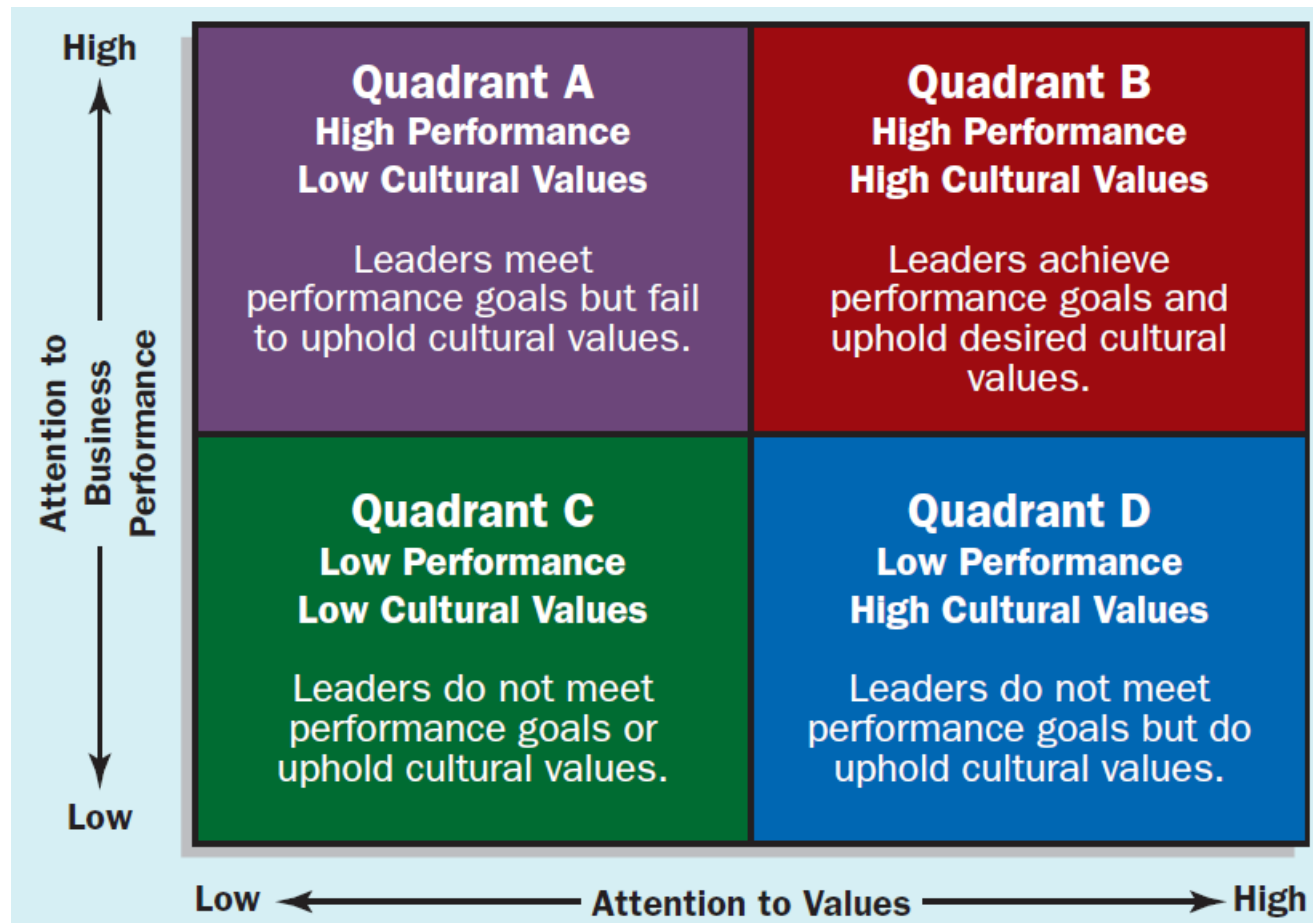 High
Attention to
Business
Performance
Low
Quadrant A
High Performance
Low Cultural Values
Leaders meet
performance goals but fail
to uphold cultural values.
Quadrant B
High Performance
High Cultural Values
Leaders achieve
performance goals and
uphold desired cultural
values.
Quadrant C
Low Performance
Low Cultural Values
Leaders do not meet
performance goals or
uphold cultural values.
Quadrant D
Low Performance
High Cultural Values
Leaders do not meet
performance goals but do
uphold cultural values.
Low Attention to Values High